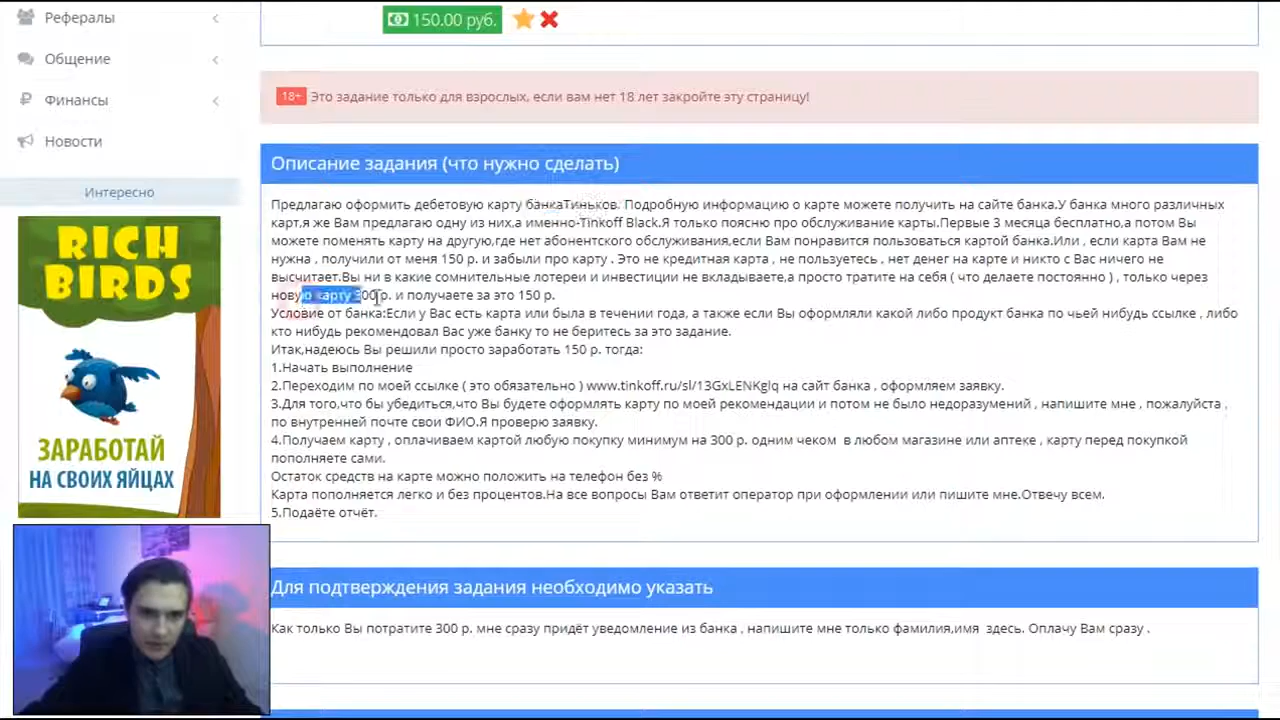 Рефералы
Общение
Финансы
Новости
Интересно
RICH
BIRDS
ЗАРАБОТАЙ
НА СВОИХ ЯЙЦАХ
150.00 руб.
18+ Это задание только для взрослых, если вам нет 18 лет закройте эту страницу!
Описание задания (что нужно сделать)
Предлагаю оформить дебетовую карту банкаТиньков. Подробную информацию о карте можете получить на сайте банка.У банка много различных
карт,я же Вам предлагаю одну из них,а именно-Tinkoff Black.Я только поясню про обслуживание карты.Первые 3 месяца бесплатно,а потом Вы
можете поменять карту на другую,где нет абонентского обслуживания,если Вам понравится пользоваться картой банка.Или , если карта Вам не
нужна , получили от меня 150 р. и забыли про карту . Это не кредитная карта , не пользуетесь , нет денег на карте и никто с Вас ничего не
высчитает.Вы ни в какие сомнительные лотереи и инвестиции не вкладываете,а просто тратите на себя ( что делаете постоянно ) , только через
новую карту 300 р. и получаете за это 150 р.
Условие от банка:Если у Вас есть карта или была в течении года, а также если Вы оформляли какой либо продукт банка по чьей нибудь ссылке , либо
кто нибудь рекомендовал Вас уже банку то не беритесь за это задание.
Итак,надеюсь Вы решили просто заработать 150 р. тогда:
1.Начать выполнение
2.Переходим по моей ссылке ( это обязательно ) www.tinkoff.ru/sl/13GxLENKglq на сайт банка , оформляем заявку.
3.Для того,что бы убедиться,что Вы будете оформлять карту по моей рекомендации и потом не было недоразумений , напишите мне , пожалуйста ,
по внутренней почте свои ФИО.Я проверю заявку.
4.Получаем карту , оплачиваем картой любую покупку минимум на 300 р. одним чеком в любом магазине или аптеке , карту перед покупкой
пополняете сами.
Остаток средств на карте можно положить на телефон без %
Карта пополняется легко и без процентов.На все вопросы Вам ответит оператор при оформлении или пишите мне.Отвечу всем.
5.Подаёте отчёт.
Для подтверждения задания необходимо указать
Как только Вы потратите 300 р. мне сразу придёт уведомление из банка , напишите мне только фамилия,имя здесь. Оплачу Вам сразу .